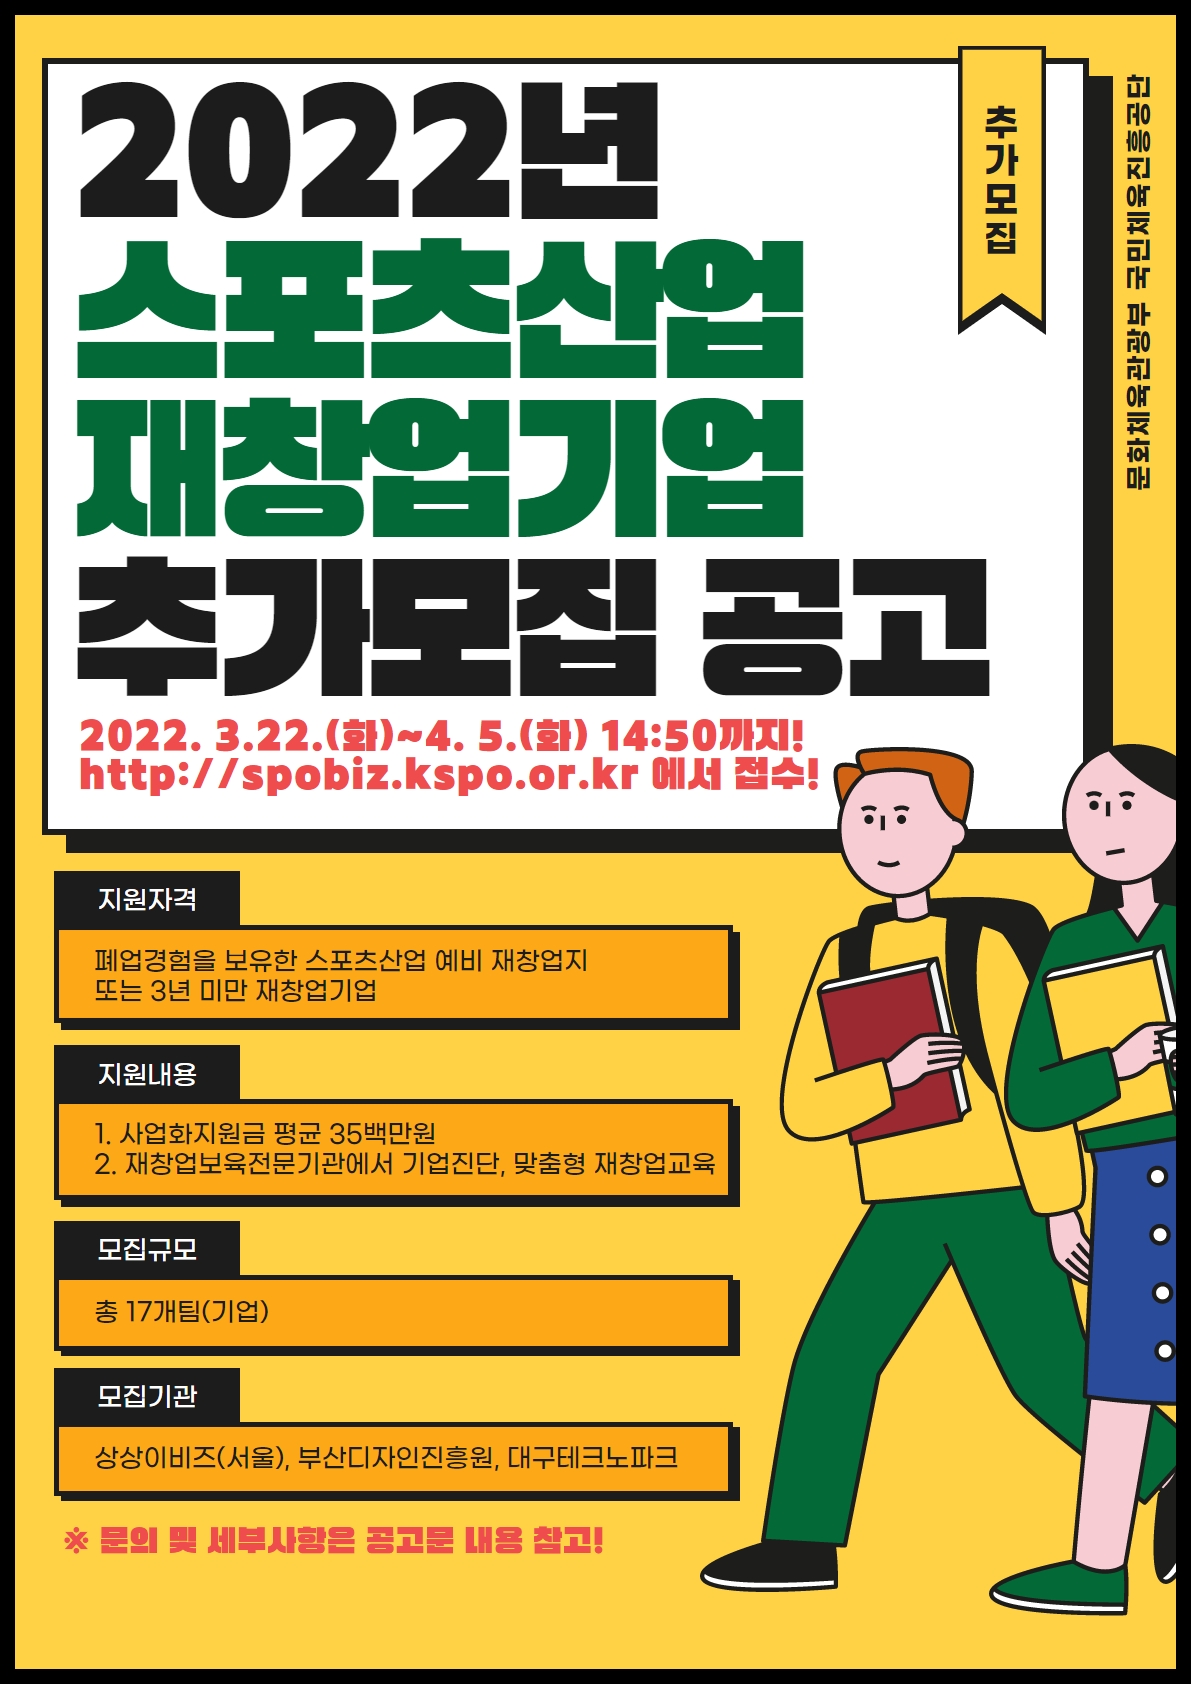 2022년
스포츠산업
재창업기업
추가모집 공고
2022. 3.22.(화)~4. 5.(화) 14:50까지!
http://spobiz.kspo.or.kr 에서 접수!
추가모집
문화체육관광부 국민체육진흥공단
지원자격
폐업경험을 보유한 스포츠산업 예비 재창업지
또는 3년 미만 재창업기업
지원내용
1. 사업화지원금 평균 35백만원
2. 재창업보육전문기관에서 기업진단, 맞춤형 재창업교육
모집규모
총 17개팀(기업)
모집기관
상상이비즈(서울), 부산디자인진흥원, 대구테크노파크
※ 문의 및 세부사항은 공고문 내용 참고!